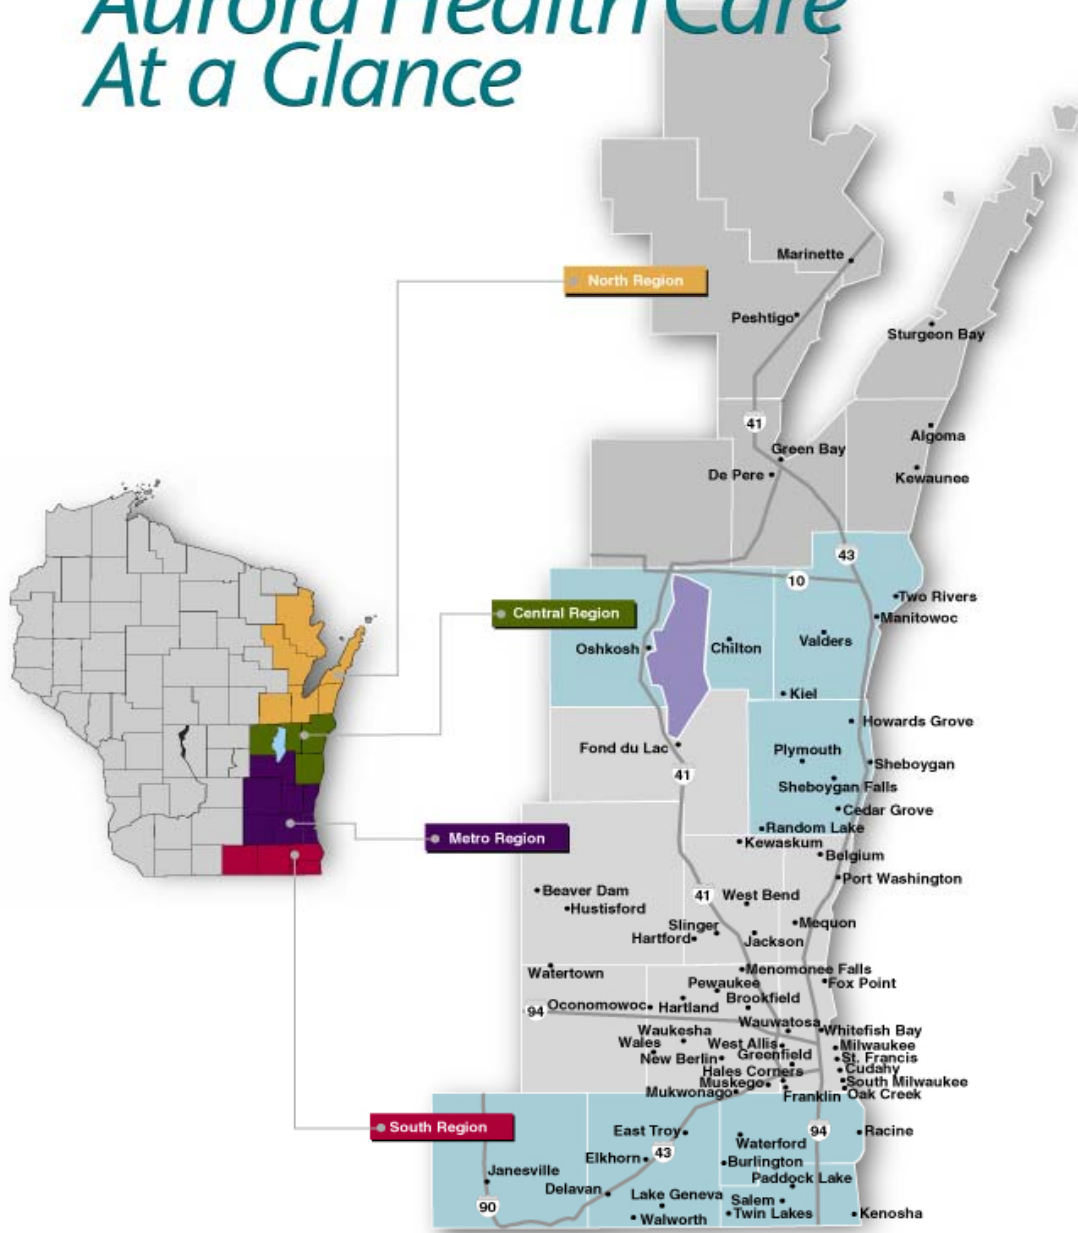 Aurora Health Care
At a Glance
Marinette
North Region
Peshtigo
Sturgeon Bay
41
Algoma
Green Bay
De Pere
Kewaunee
43
10
Two Rivers
Central Region
Manitowoc
Oshkosh
Chilton
Valders
Kiel
Howards Grove
Fond du Lac
Plymouth
Sheboygan
41
Sheboygan Falls
Cedar Grove
Random Lake
Metro Region
Kewaskum
Belgium
Port Washington
Beaver Dam
41
West Bend
Hustisford
Slinger
Mequon
Hartford
Jackson
Watertown
Menomonee Falls
Pewaukee
Fox Point
94
Oconomowoc
Hartland
Brookfield
Waukesha
Wauwatosa
Whitefish Bay
Wales
West Allis
Milwaukee
New Berlin
Greenfield
St. Francis
Hales Corners
Cudahy
Muskego
South Milwaukee
Mukwonago
Franklin
Oak Creek
South Region
East Troy
94
Racine
Waterford
43
Elkhorn
Burlington
Janesville
Paddock Lake
Delavan
Lake Geneva
Salem
90
Walworth
Twin Lakes
Kenosha